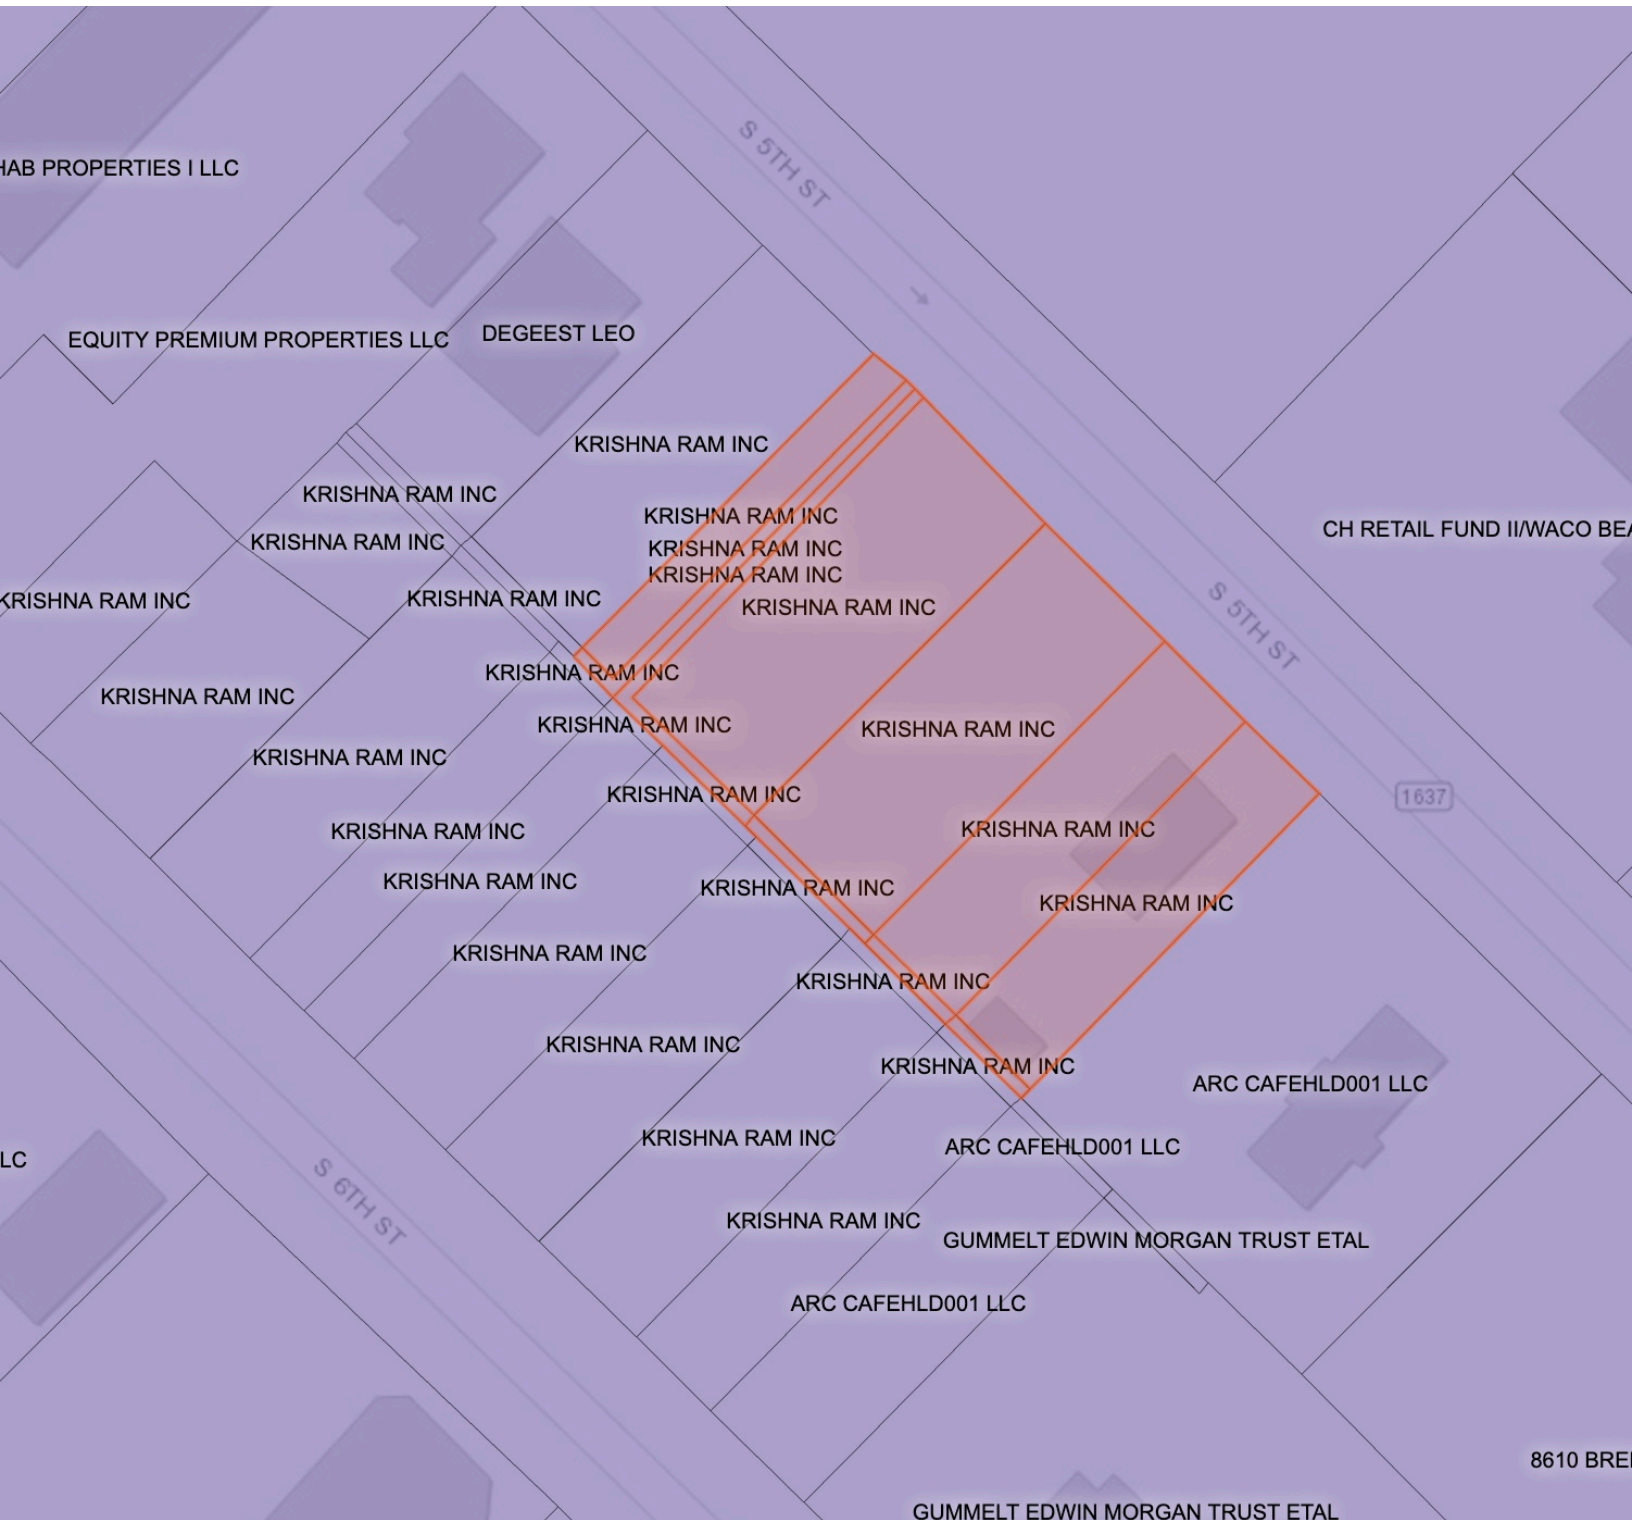 S 5TH ST
HAB PROPERTIES I LLC
EQUITY PREMIUM PROPERTIES LLC
DEGEEST LEO
KRISHNA RAM INC
KRISHNA RAM INC
KRISHNA RAM INC
CH RETAIL FUND II/WACO BEA
KRISHNA RAM INC
KRISHNA RAM INC
KRISHNA RAM INC
KRISHNA RAM INC
KRISHNA RAM INC
KRISHNA RAM INC
S 5TH ST
KRISHNA RAM INC
KRISHNA RAM INC
KRISHNA RAM INC
KRISHNA RAM INC
KRISHNA RAM INC
KRISHNA RAM INC
1637
KRISHNA RAM INC
KRISHNA RAM INC
KRISHNA RAM INC
KRISHNA RAM INC
KRISHNA RAM INC
KRISHNA RAM INC
KRISHNA RAM INC
KRISHNA RAM INC
KRISHNA RAM INC
ARC CAFEHLD001 LLC
KRISHNA RAM INC
ARC CAFEHLD001 LLC
LC
S 6TH ST
KRISHNA RAM INC
GUMMELT EDWIN MORGAN TRUST ETAL
ARC CAFEHLD001 LLC
8610 BRE
GUMMELT EDWIN MORGAN TRUST ETAL